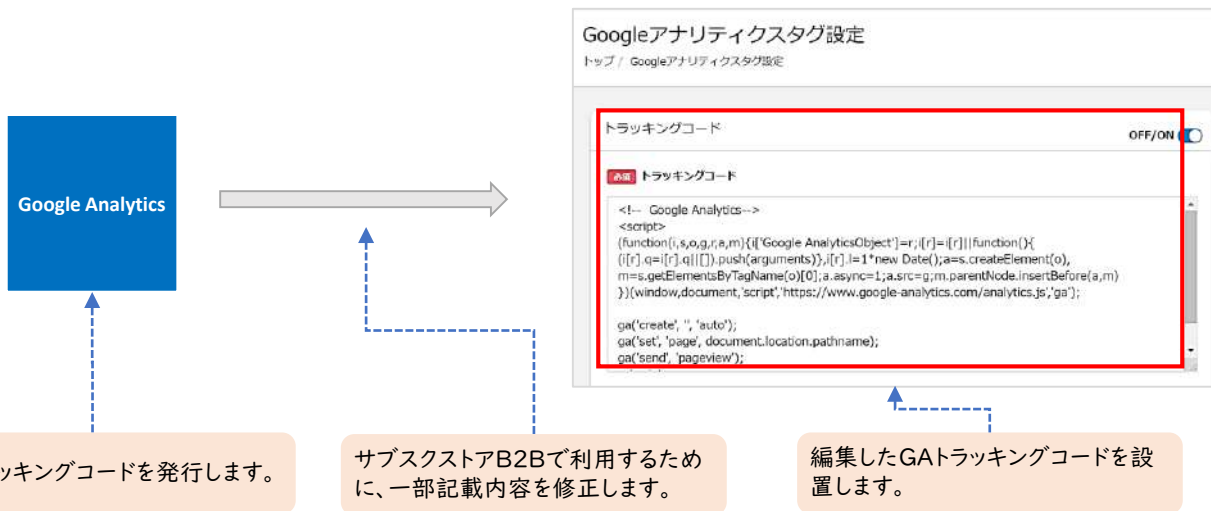 Googleアナリティクスタグ設定
トップ / Googleアナリティクスタグ設定
トラッキングコード
OFF/ON
必須 トラッキングコード
<!-- Google Analytics-->
<script>
(function(i,s,o,g,r,a,m){i['Google AnalyticsObject']=r;i[r]=i[r]||function(){
(i[r].q=i[r].q||[]).push(arguments)},i[r].l=1*new Date();a=s.createElement(o),
m=s.getElementsByTagName(o)[0];a.async=1;a.src=g;m.parentNode.insertBefore(a,m)
})(window,document,'script','https://www.google-analytics.com/analytics.js','ga');
ga('create', '', 'auto');
ga('set', 'page', document.location.pathname);
ga('send', 'pageview');
Google Analytics
ッキングコードを発行します。
サブスクストアB2Bで利用するため
に、一部記載内容を修正します。
編集したGAトラッキングコードを設
置します。